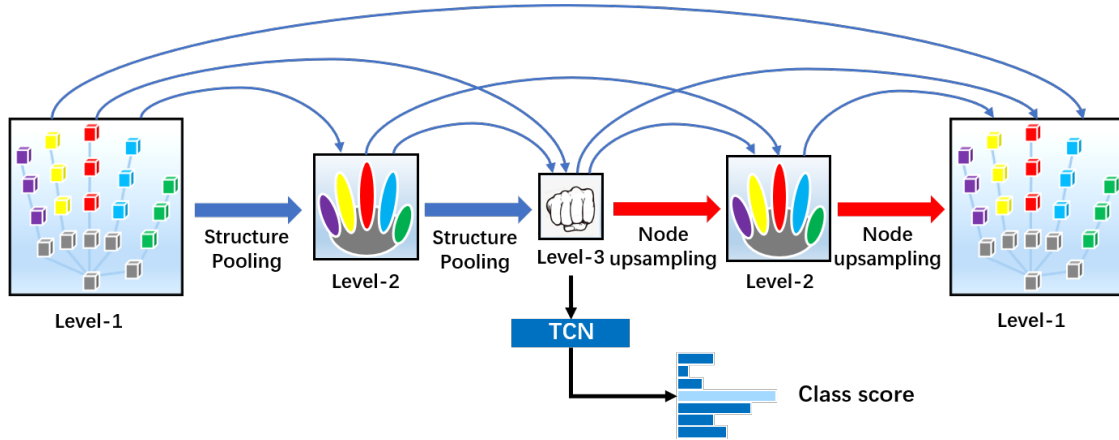 Structure
Pooling
Level-1
Level-2
Structure
Pooling
Level-3
Node
upsampling
Level-2
Node
upsampling
Level-1
TCN
Class score